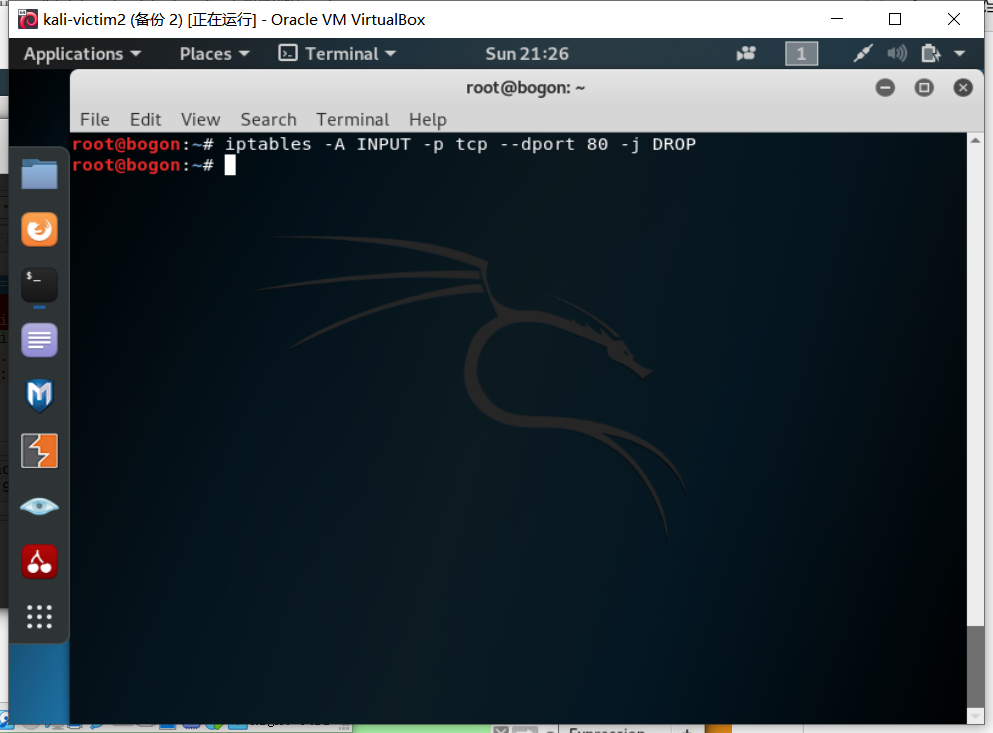 kali-victim2 (备份 2) [正在运行] - Oracle VM VirtualBox
Applications Places Terminal Sun 21:26 1
root@bogon: ~
File Edit View Search Terminal Help
root@bogon:~# iptables -A INPUT -p tcp --dport 80 -j DROP
root@bogon:~#
$_
Expression